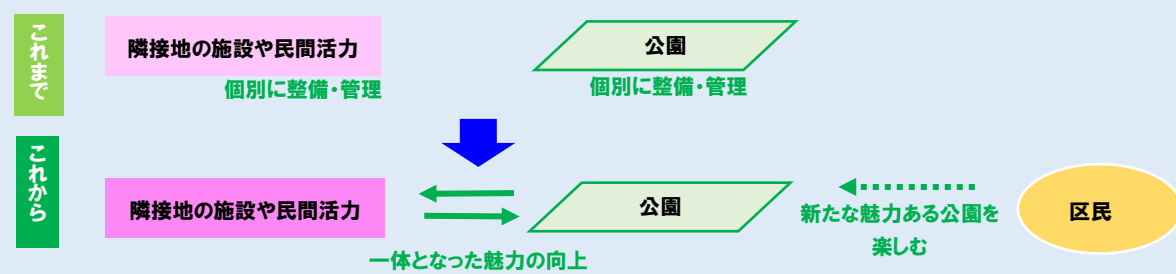 これまで
隣接地の施設や民間活力
個別に整備・管理
公園
個別に整備・管理
これから
隣接地の施設や民間活力
一体となった魅力の向上
公園
新たな魅力ある公園を
楽しむ
区民